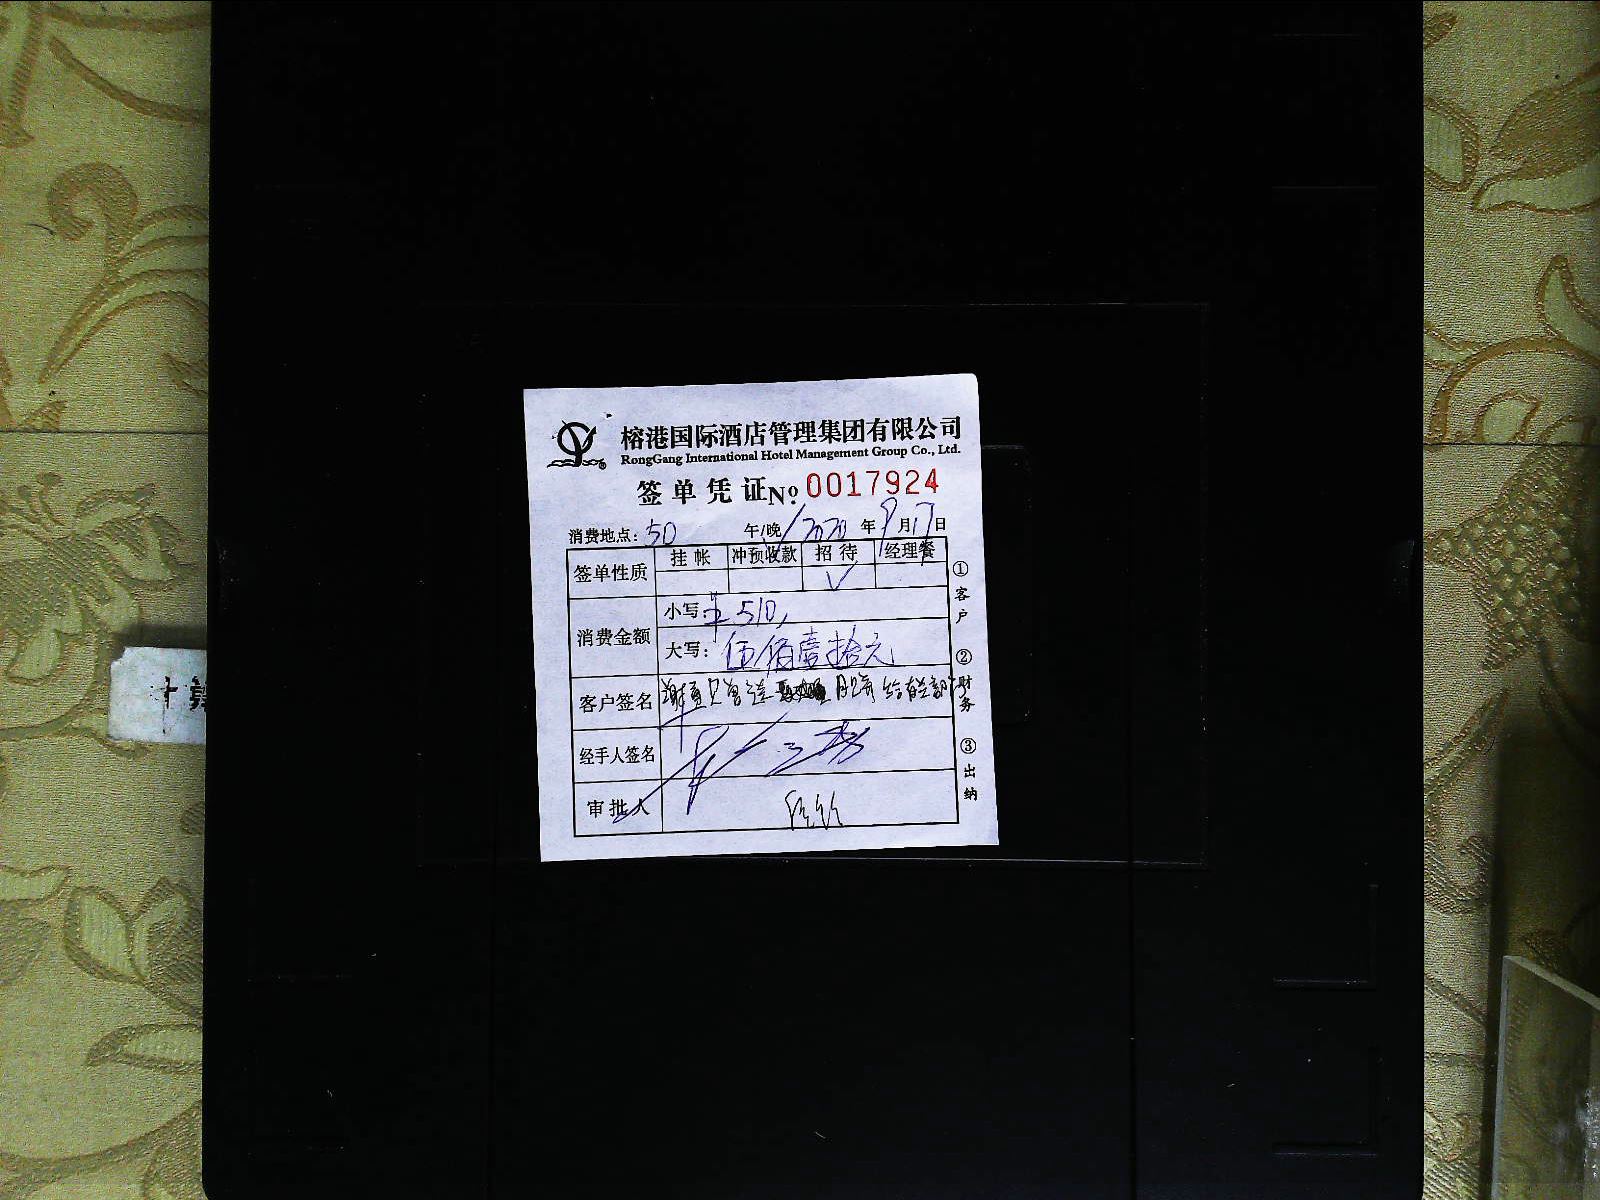 榕港国际酒店管理集团有限公司
RongGang International Hotel Management Group Co., Ltd.
签单凭证 Nº 0017924
消费地点: 50 午/晚 2020 年 9 月 17 日
签单性质 挂帐 冲预收款 招待 经理餐
√
消费金额 小写: ¥510,
大写: 伍佰壹拾元
客户签名 给有关部
经手人签名
审批人
① 客户 ② 财务 ③ 出纳